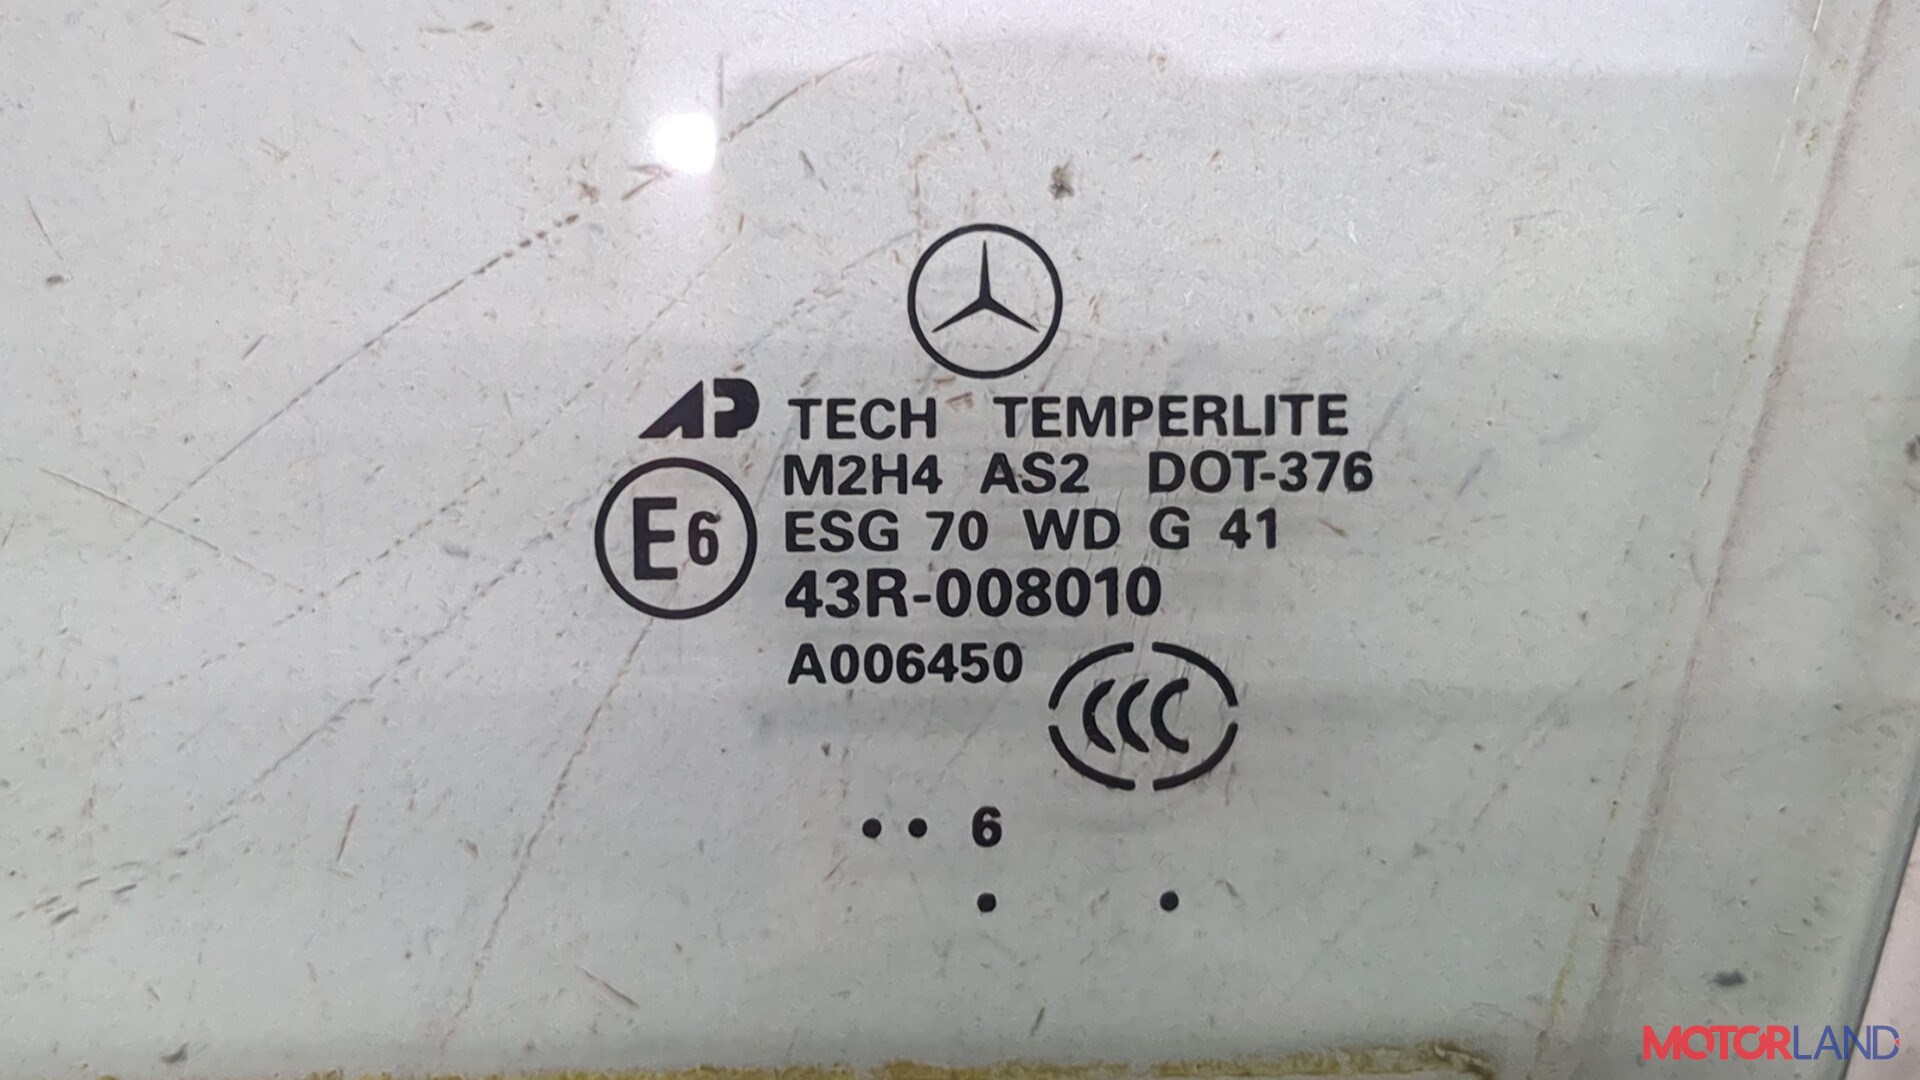 AP TECH TEMPERLITE
M2H4 AS2 DOT-376
E6
ESG 70 WD G 41
43R-008010
A006450
CCC
•• 6
• •
MOTORLAND